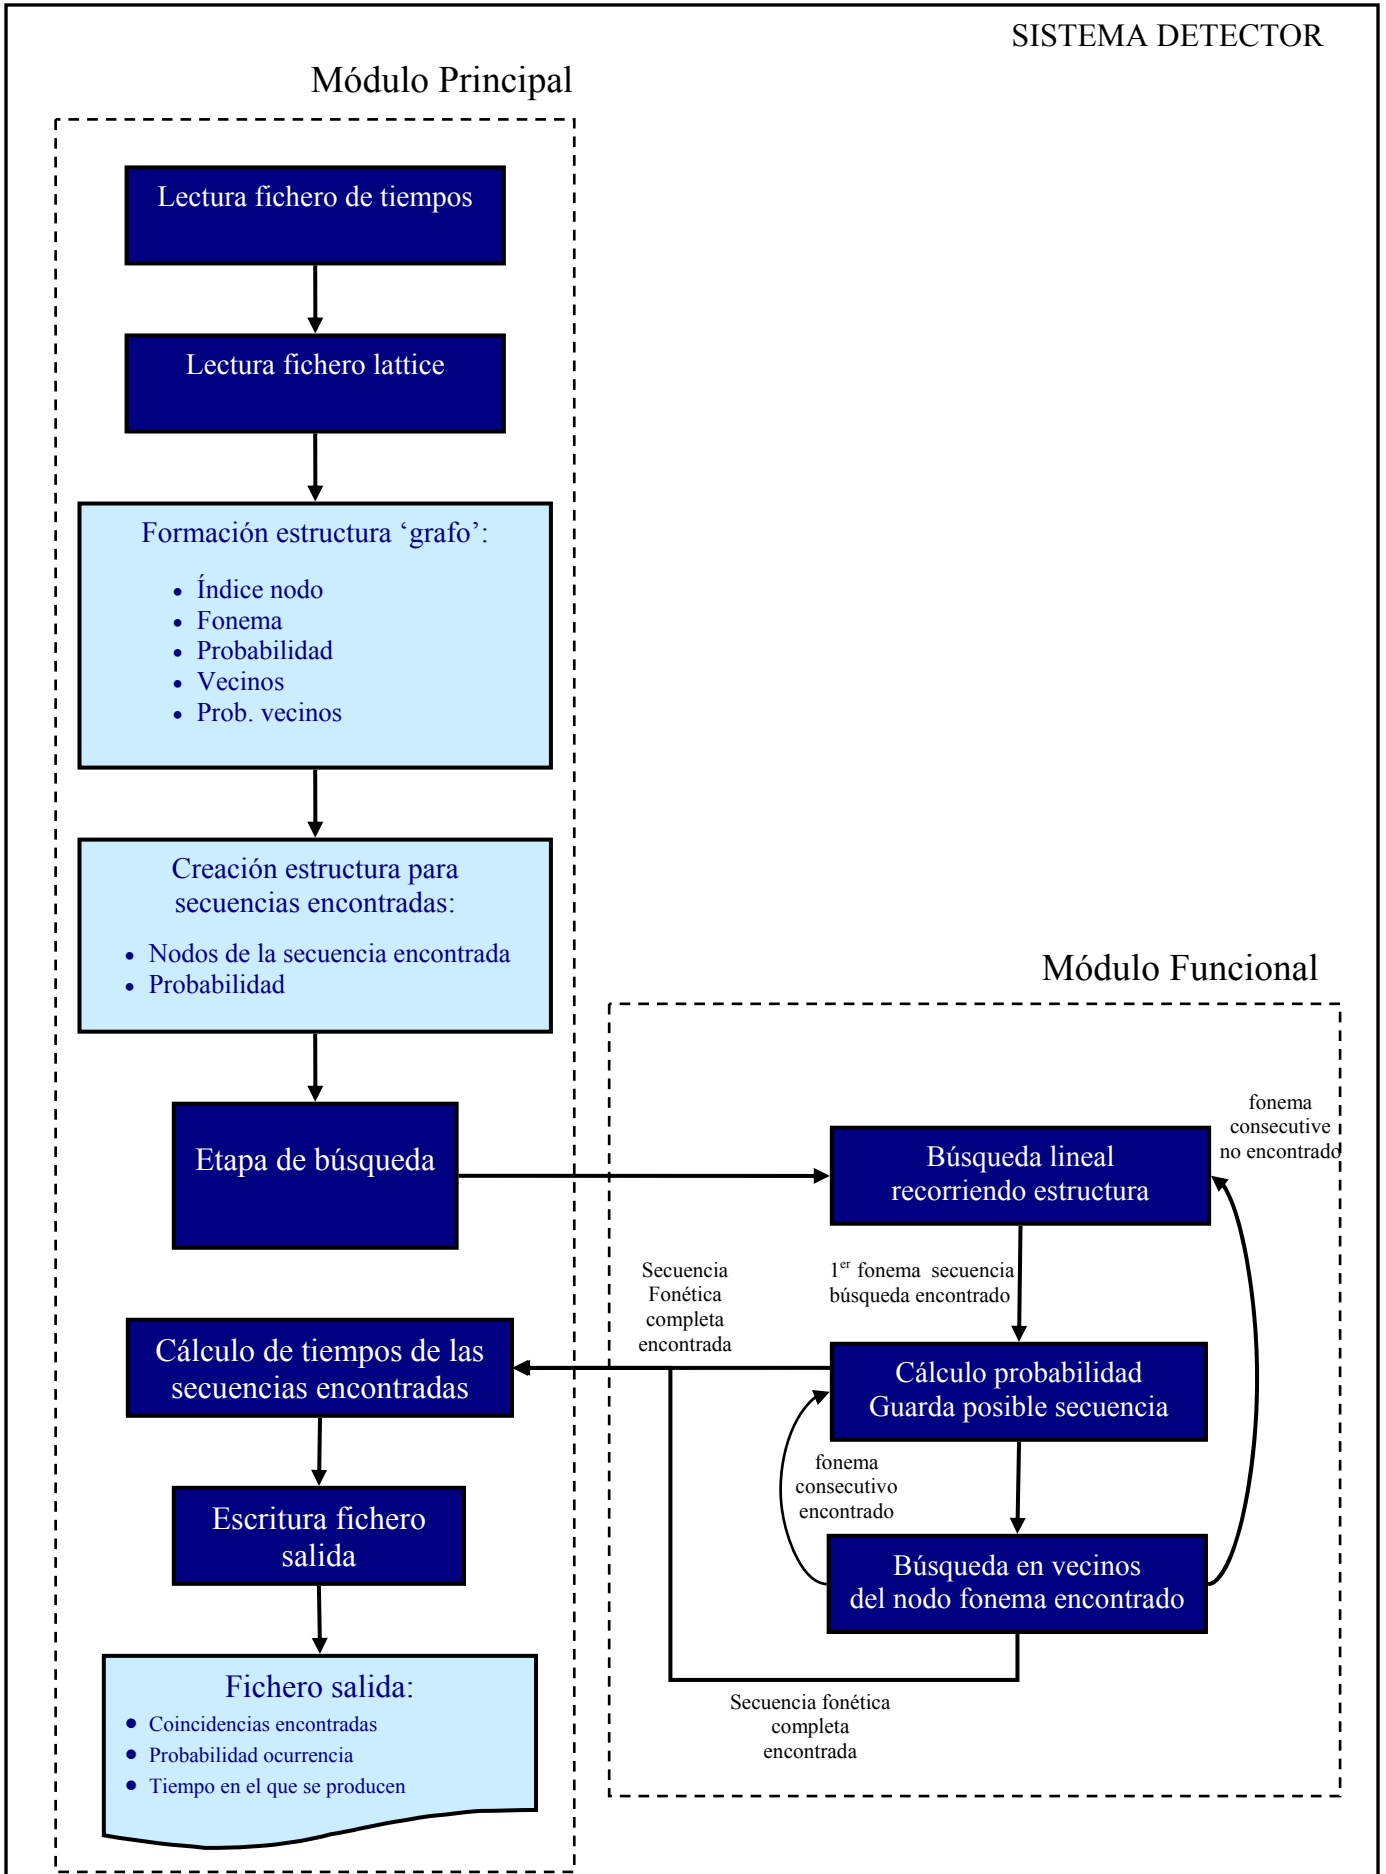 SISTEMA DETECTOR
Módulo Principal
Lectura fichero de tiempos
Lectura fichero lattice
Formación estructura ‘grafo’:
• Índice nodo
• Fonema
• Probabilidad
• Vecinos
• Prob. vecinos
Creación estructura para
secuencias encontradas:
• Nodos de la secuencia encontrada
• Probabilidad
Etapa de búsqueda
Cálculo de tiempos de las
secuencias encontradas
Escritura fichero
salida
Fichero salida:
• Coincidencias encontradas
• Probabilidad ocurrencia
• Tiempo en el que se producen
Módulo Funcional
fonema
consecutive
no encontrado
Búsqueda lineal
recorriendo estructura
1er fonema secuencia
búsqueda encontrado
Secuencia
Fonética
completa
encontrada
Cálculo probabilidad
Guarda posible secuencia
fonema
consecutivo
encontrado
Búsqueda en vecinos
del nodo fonema encontrado
Secuencia fonética
completa
encontrada